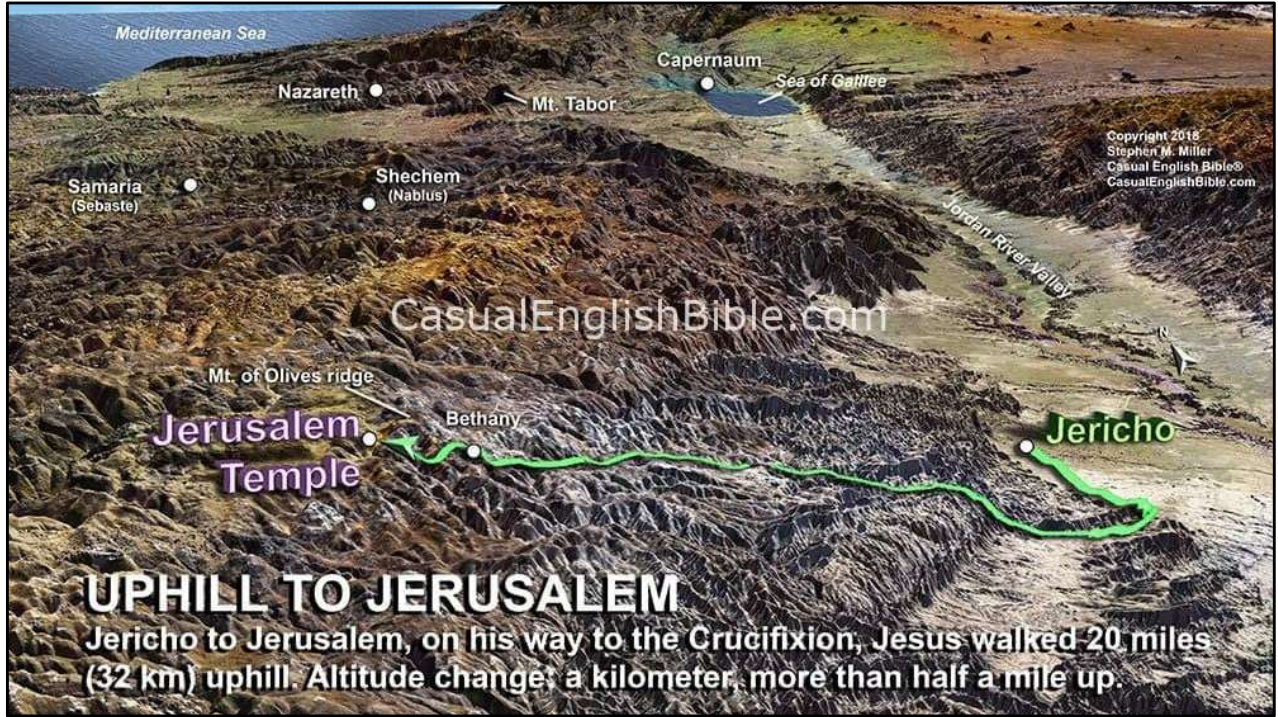 Mediterranean Sea
Capernaum
Sea of Galilee
Nazareth
Mt. Tabor
Copyright 2018
Stephen M. Miller
Casual English Bible®
CasualEnglishBible.com
Samaria
(Sebaste)
Shechem
(Nablus)
Jordan River Valley
CasualEnglishBible.com
N
Mt. of Olives ridge
Bethany
Jerusalem
Temple
Jericho
UPHILL TO JERUSALEM
Jericho to Jerusalem, on his way to the Crucifixion, Jesus walked 20 miles
(32 km) uphill. Altitude change: a kilometer, more than half a mile up.